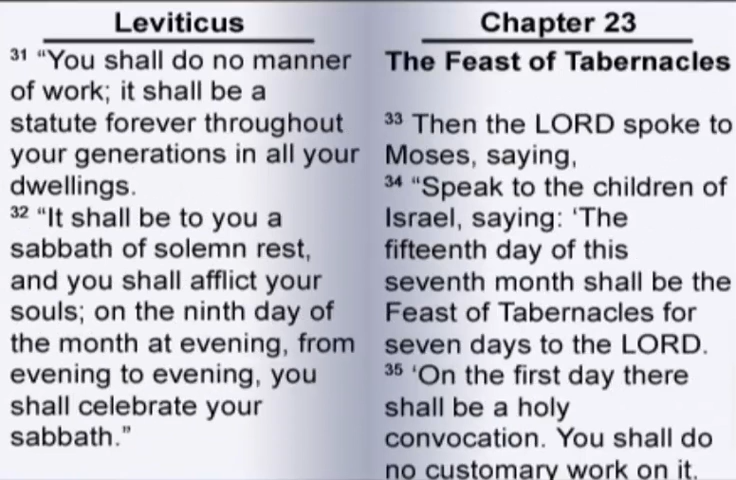 Leviticus
³¹ “You shall do no manner
of work; it shall be a
statute forever throughout
your generations in all your
dwellings.
³² “It shall be to you a
sabbath of solemn rest,
and you shall afflict your
souls; on the ninth day of
the month at evening, from
evening to evening, you
shall celebrate your
sabbath.”
Chapter 23
The Feast of Tabernacles
³³ Then the LORD spoke to
Moses, saying,
³⁴ “Speak to the children of
Israel, saying: ‘The
fifteenth day of this
seventh month shall be the
Feast of Tabernacles for
seven days to the LORD.
³⁵ ‘On the first day there
shall be a holy
convocation. You shall do
no customary work on it.